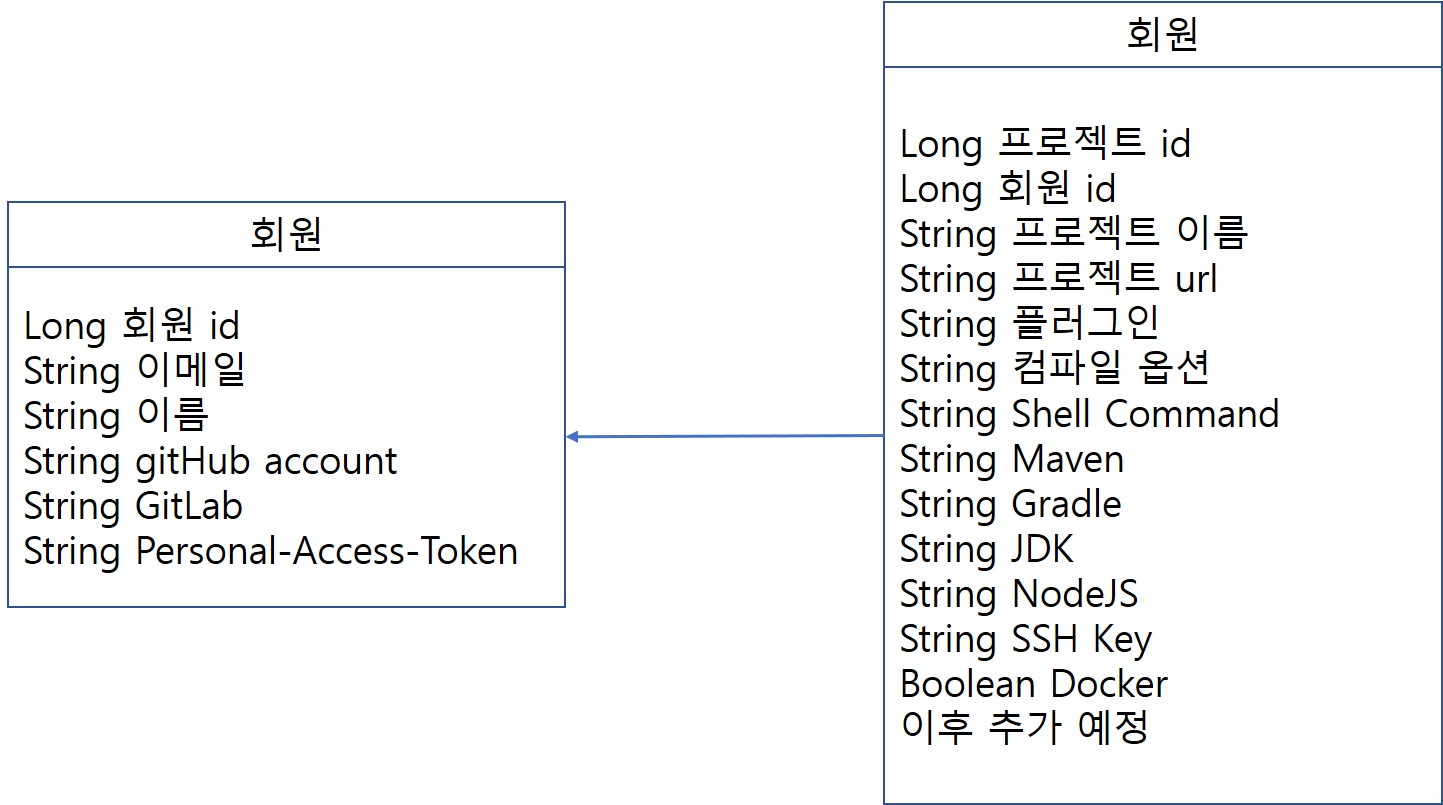 회원
Long 회원 id
String 이메일
String 이름
String gitHub account
String GitLab
String Personal-Access-Token
회원
Long 프로젝트 id
Long 회원 id
String 프로젝트 이름
String 프로젝트 url
String 플러그인
String 컴파일 옵션
String Shell Command
String Maven
String Gradle
String JDK
String NodeJS
String SSH Key
Boolean Docker
이후 추가 예정